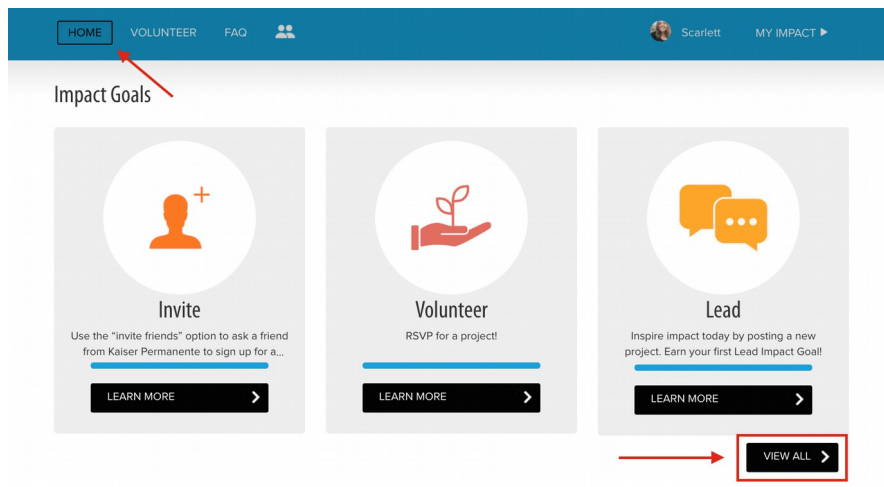 HOME VOLUNTEER FAQ Scarlett MY IMPACT
Impact Goals
Invite
Use the “invite friends” option to ask a friend
from Kaiser Permanente to sign up for a...
LEARN MORE
Volunteer
RSVP for a project!
LEARN MORE
Lead
Inspire impact today by posting a new
project. Earn your first Lead Impact Goal!
LEARN MORE
VIEW ALL